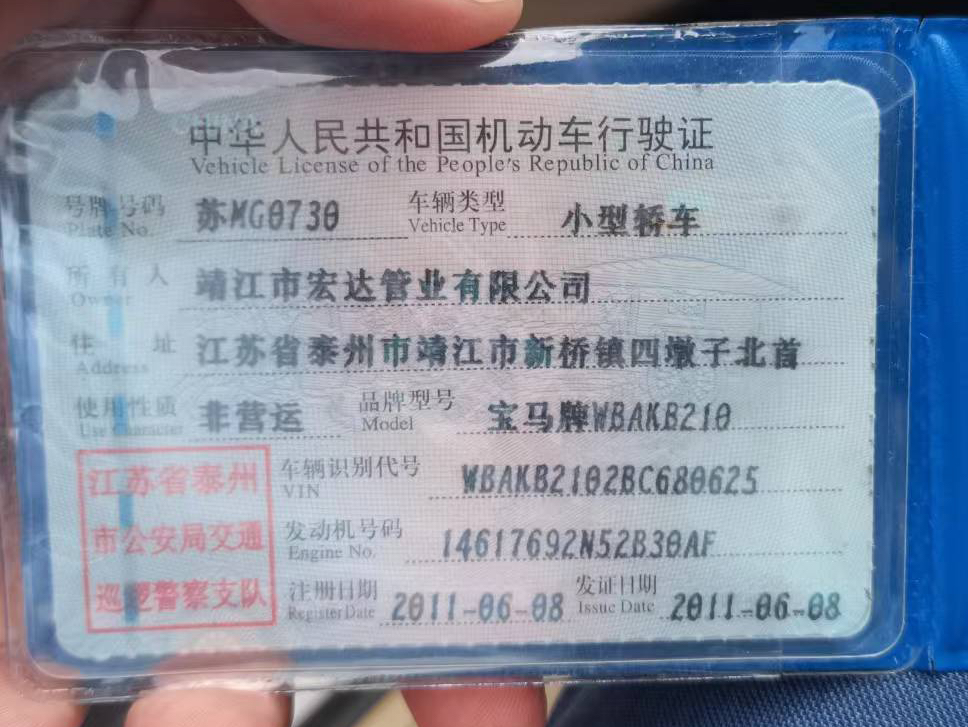 中华人民共和国机动车行驶证
Vehicle License of the People's Republic of China
号牌号码 苏MG0730 车辆类型 小型轿车
Plate No. Vehicle Type
所有人 靖江市宏达管业有限公司
Owner
住址 江苏省泰州市靖江市新桥镇四墩子北首
Address
使用性质 非营运 品牌型号 宝马牌WBAKB210
Use Character Model
江苏省泰州
市公安局交通
巡逻警察支队
车辆识别代号 WBAKB2102BC680625
VIN
发动机号码 14617692N52B30AF
Engine No.
注册日期 2011-06-08 发证日期 2011-06-08
Register Date Issue Date